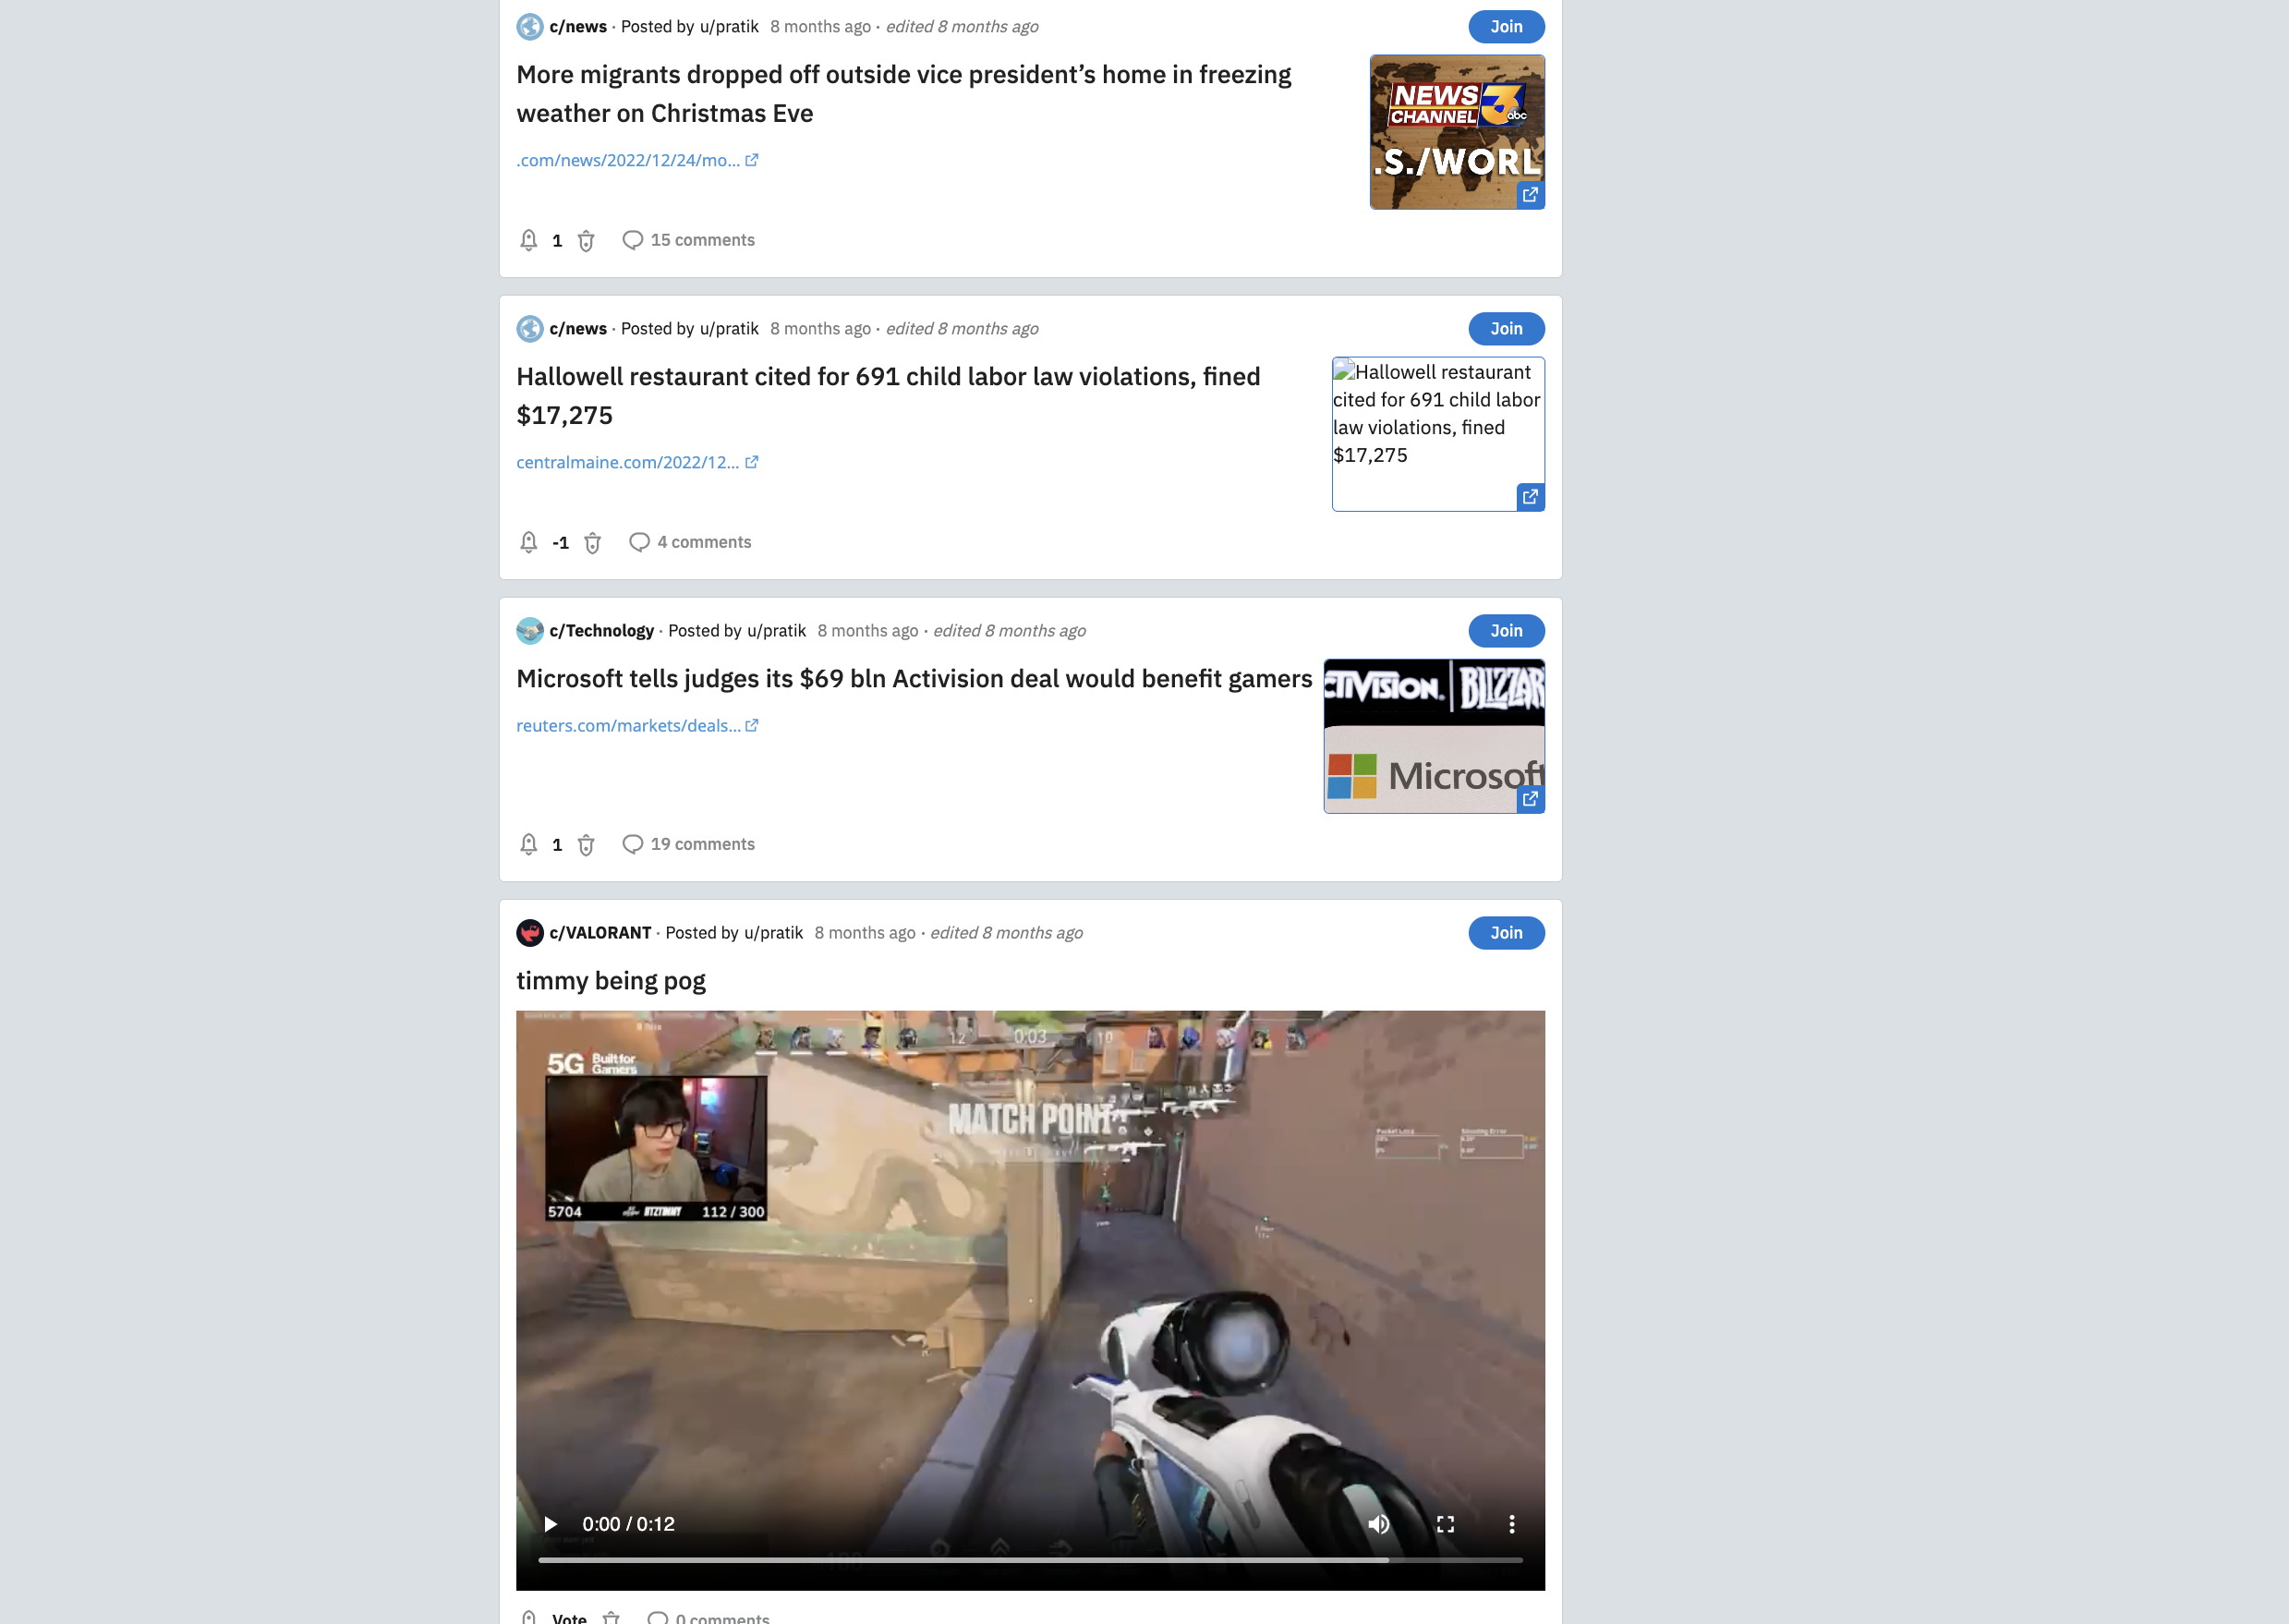 c/news · Posted by u/pratik 8 months ago · edited 8 months ago
Join
More migrants dropped off outside vice president’s home in freezing
weather on Christmas Eve
.com/news/2022/12/24/mo...
NEWS
CHANNEL 3 abc
.S./WORL
1 15 comments
c/news · Posted by u/pratik 8 months ago · edited 8 months ago
Join
Hallowell restaurant cited for 691 child labor law violations, fined
$17,275
centralmaine.com/2022/12...
Hallowell restaurant
cited for 691 child labor
law violations, fined
$17,275
-1 4 comments
c/Technology · Posted by u/pratik 8 months ago · edited 8 months ago
Join
Microsoft tells judges its $69 bln Activision deal would benefit gamers
reuters.com/markets/deals...
CTIVISION. BLIZZAR
Microsoft
1 19 comments
c/VALORANT · Posted by u/pratik 8 months ago · edited 8 months ago
Join
timmy being pog
12 0:03 10
5G Built for
Gamers
MATCH POINT
Packet Loss
Shooting Error
5704 112 / 300
0:00 / 0:12
Vote 0 comments